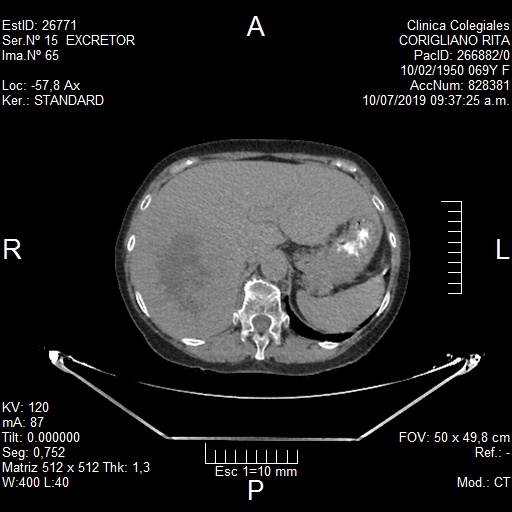 EstID: 26771
Ser.Nº 15 EXCRETOR
Ima.Nº 65
Loc: -57,8 Ax
Ker.: STANDARD
A
Clinica Colegiales
CORIGLIANO RITA
PacID: 266882/0
10/02/1950 069Y F
AccNum: 828381
10/07/2019 09:37:25 a.m.
R
L
KV: 120
mA: 87
Tilt: 0.000000
Seg: 0,752
Matriz 512 x 512 Thk: 1,3
W:400 L:40
Esc 1=10 mm
P
FOV: 50 x 49,8 cm
Ref.: -
Mod.: CT